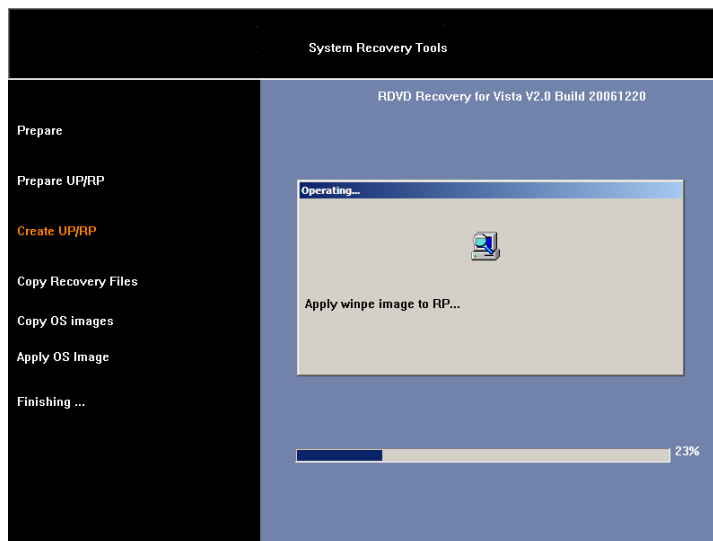 System Recovery Tools
RDVD Recovery for Vista V2.0 Build 20061220
Prepare
Prepare UP/RP
Create UP/RP
Copy Recovery Files
Copy OS images
Apply OS Image
Finishing ...
Operating...
Apply winpe image to RP...
23%